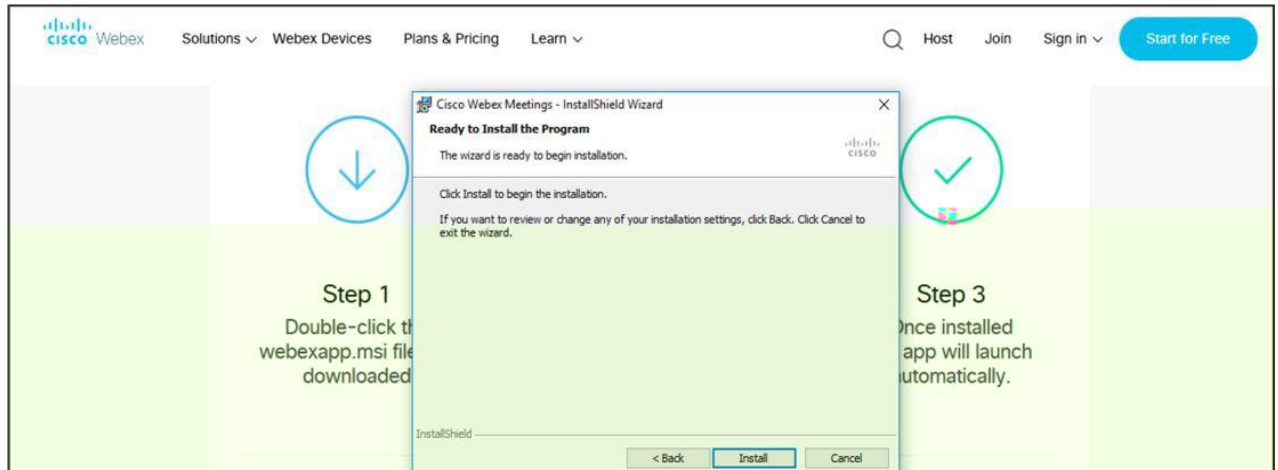 cisco Webex Solutions Webex Devices Plans & Pricing Learn Host Join Sign in Start for Free
Cisco Webex Meetings - InstallShield Wizard
Ready to Install the Program
The wizard is ready to begin installation.
cisco
Click Install to begin the installation.
If you want to review or change any of your installation settings, click Back. Click Cancel to
exit the wizard.
Step 1
Double-click
webexapp.msi
downloaded
Step 3
installed
app will launch
automatically.
InstallShield
< Back Install Cancel